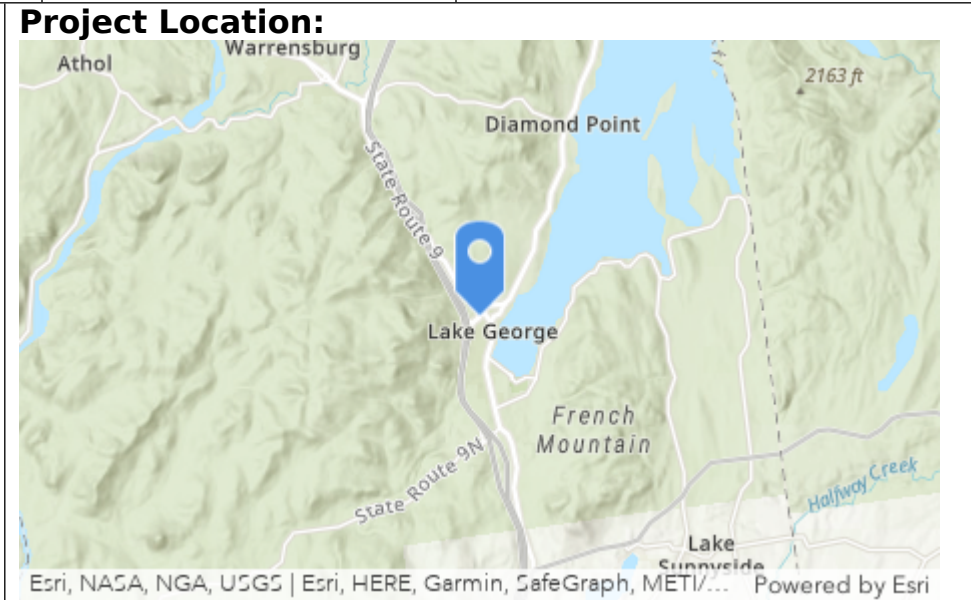 Project Location:
Warrensburg
Athol
2163 ft
Diamond Point
State Route 9
Lake George
French
Mountain
State Route 9N
Halfway Creek
Lake
Sunnyside
Esri, NASA, NGA, USGS | Esri, HERE, Garmin, SafeGraph, METI/... Powered by Esri